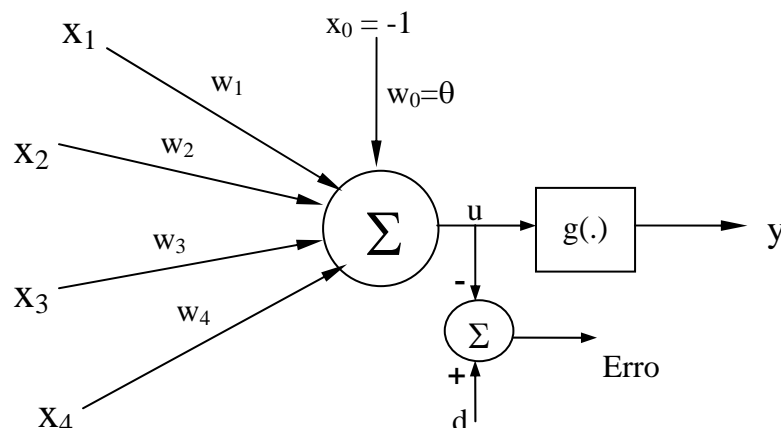 x₁
x₀ = -1
w₁
w₀=θ
x₂
w₂
Σ
u
g(.)
y
w₃
x₃
-
w₄
Σ
Erro
+
x₄
d